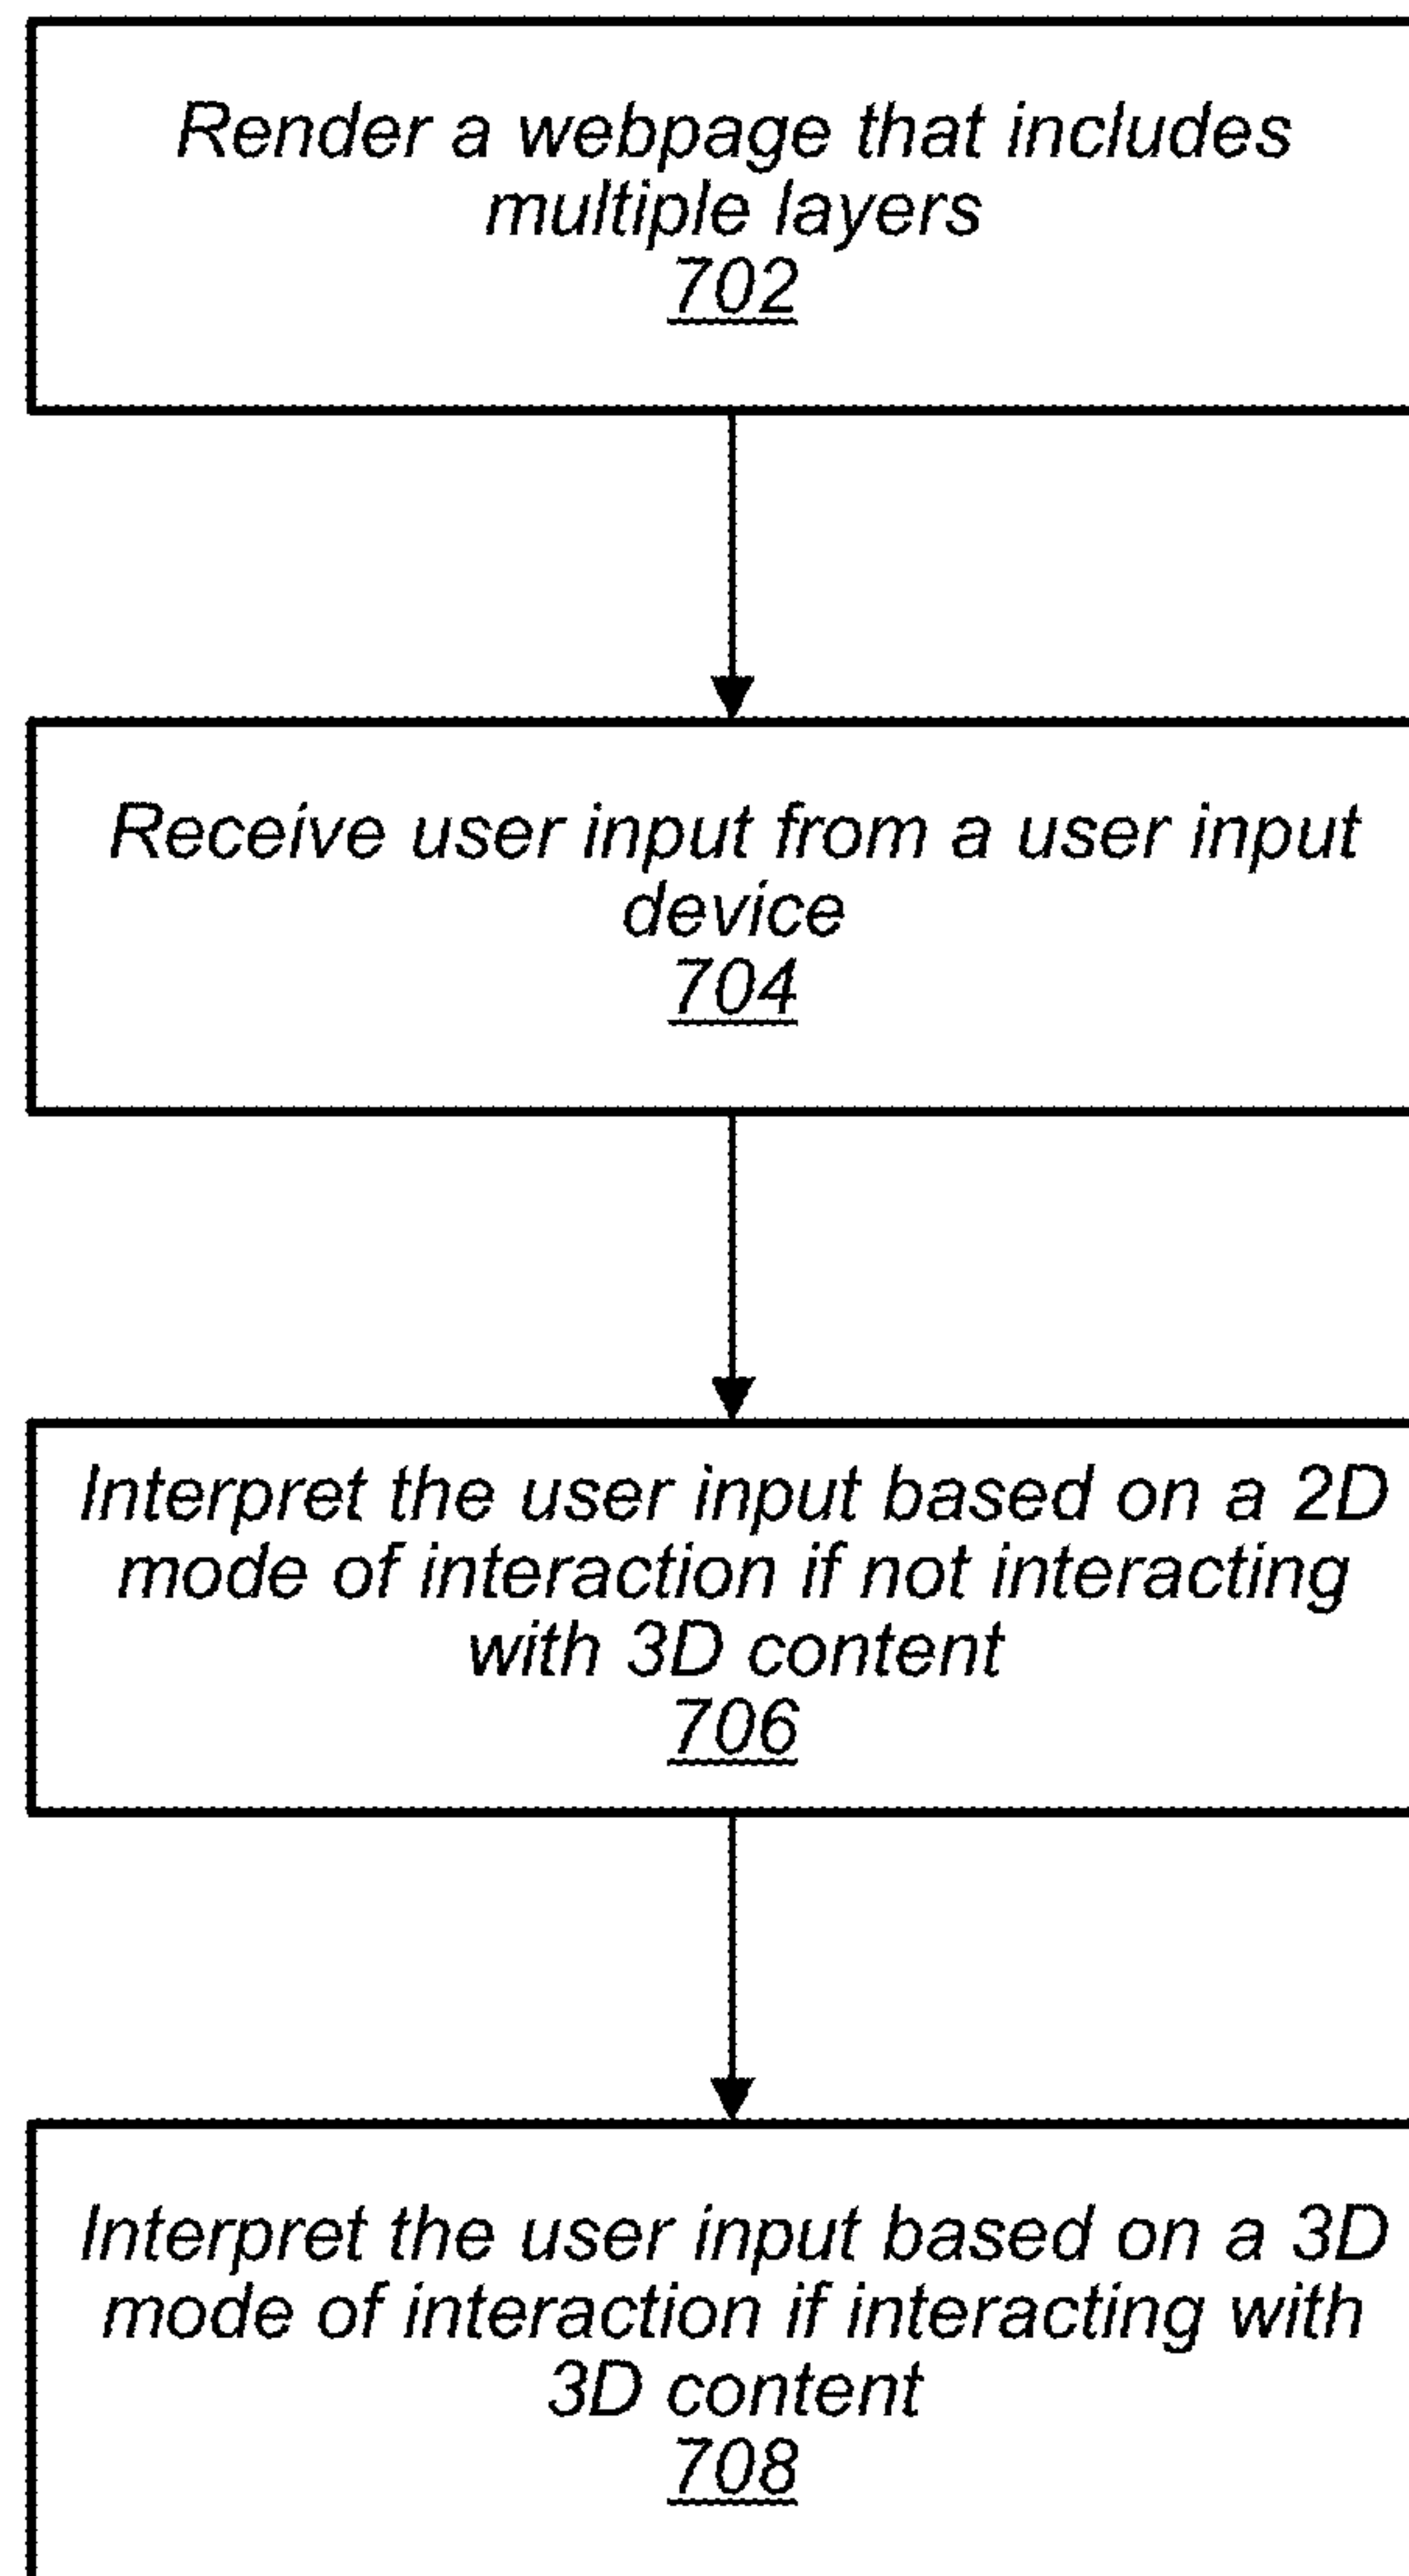 Render a webpage that includes
multiple layers
702
Receive user input from a user input
device
704
Interpret the user input based on a 2D
mode of interaction if not interacting
with 3D content
706
Interpret the user input based on a 3D
mode of interaction if interacting with
3D content
708